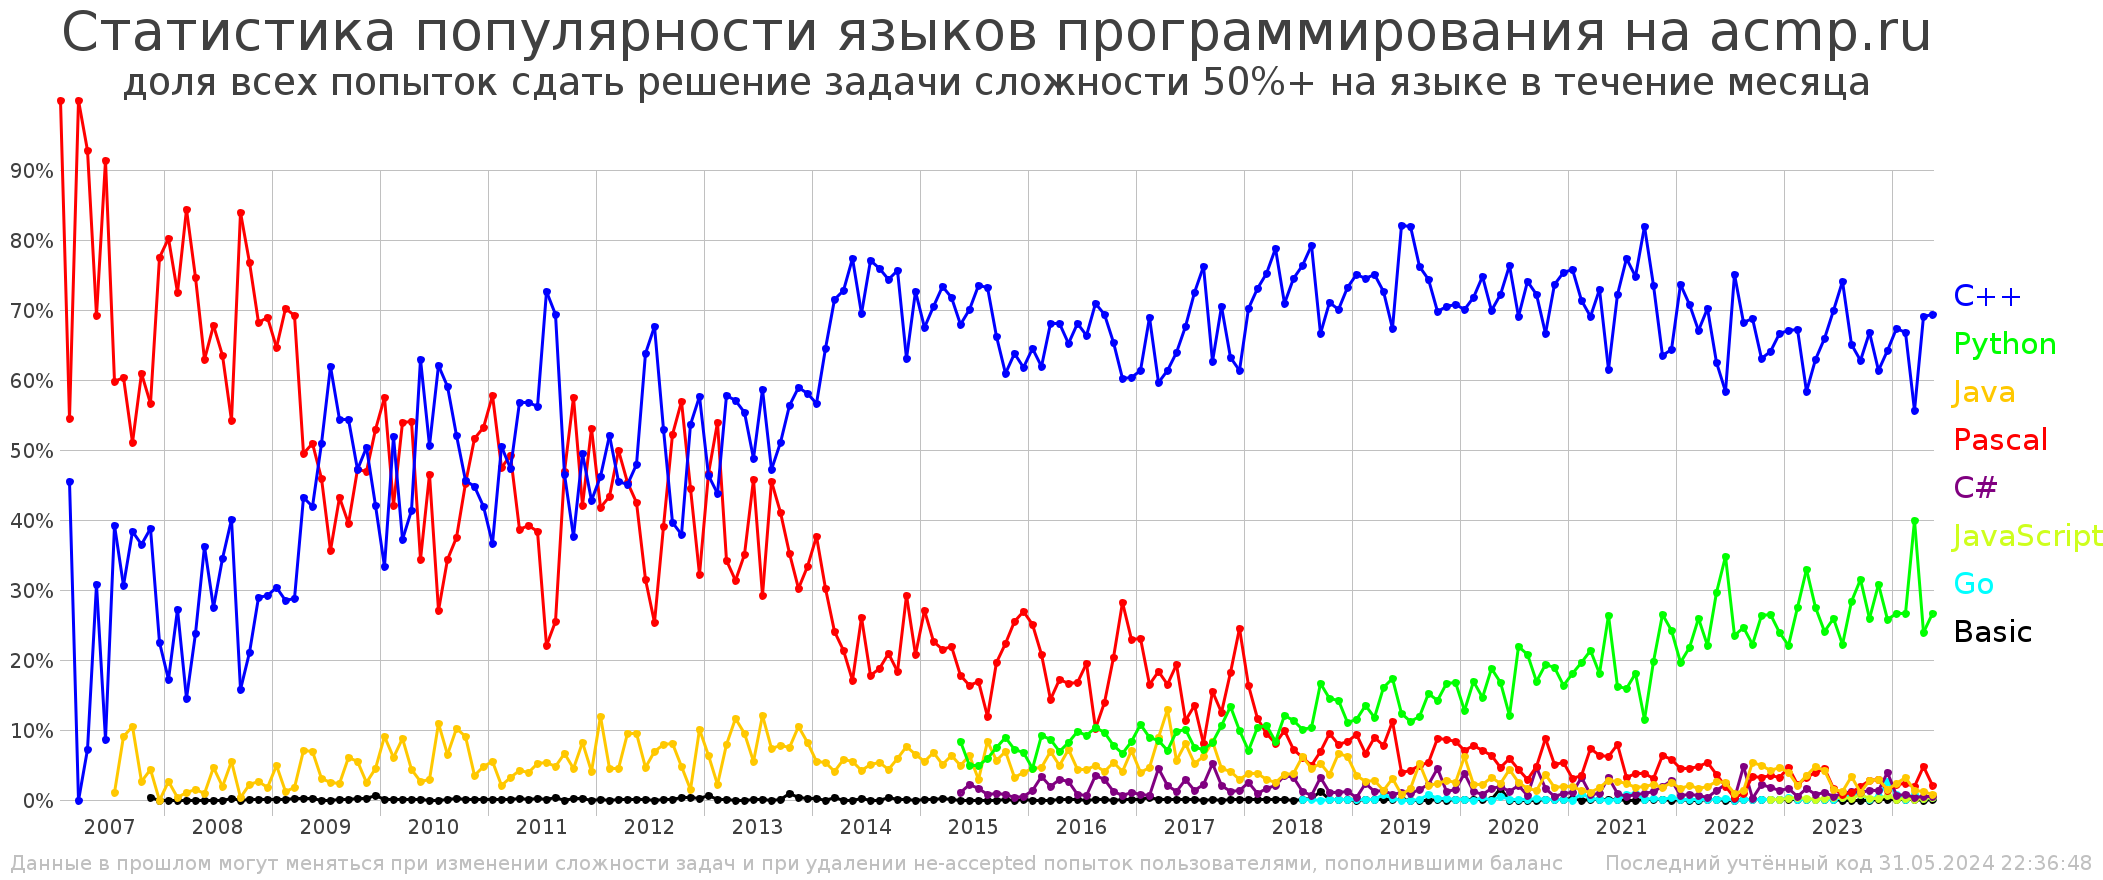 Статистика популярности языков программирования на acmp.ru
доля всех попыток сдать решение задачи сложности 50%+ на языке в течение месяца
90%
80%
70%
60%
50%
40%
30%
20%
10%
0%
2007 2008 2009 2010 2011 2012 2013 2014 2015 2016 2017 2018 2019 2020 2021 2022 2023
C++
Python
Java
Pascal
C#
JavaScript
Go
Basic
Данные в прошлом могут меняться при изменении сложности задач и при удалении не-accepted попыток пользователями, пополнившими баланс Последний учтённый код 31.05.2024 22:36:48